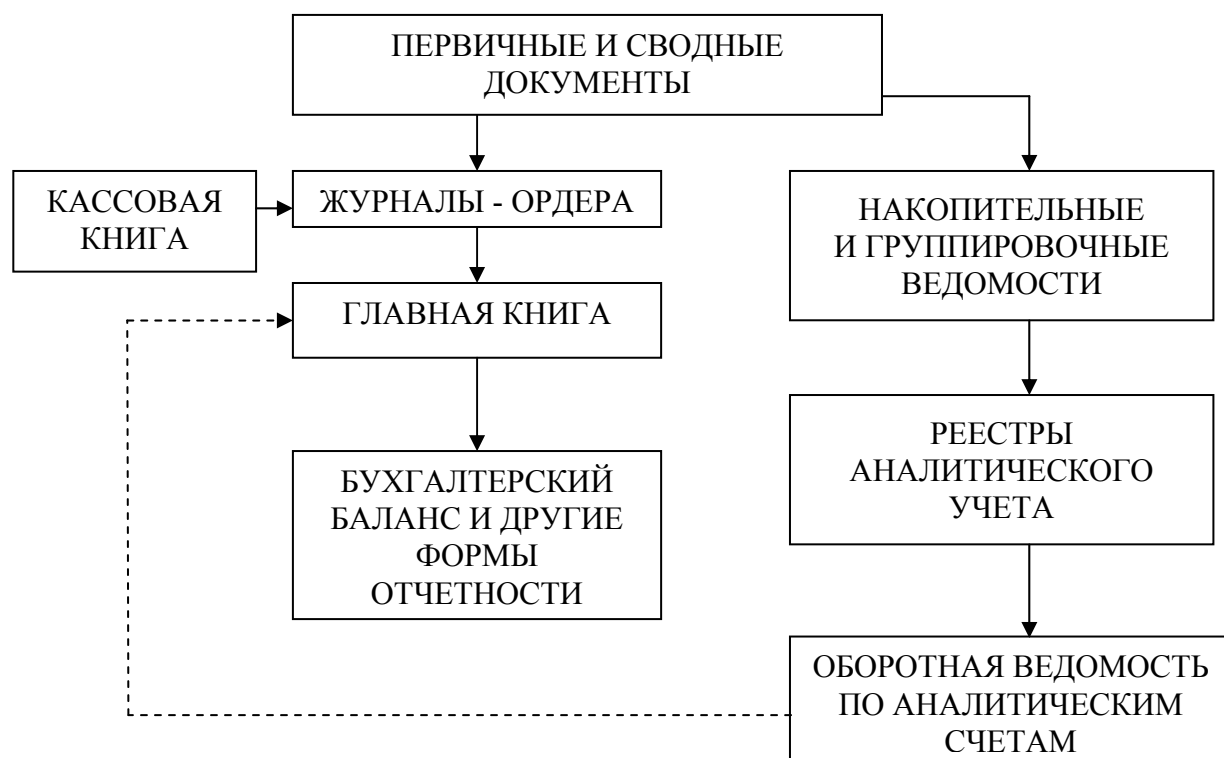 ПЕРВИЧНЫЕ И СВОДНЫЕ
ДОКУМЕНТЫ
КАССОВАЯ
КНИГА
ЖУРНАЛЫ - ОРДЕРА
НАКОПИТЕЛЬНЫЕ
И ГРУППИРОВОЧНЫЕ
ВЕДОМОСТИ
ГЛАВНАЯ КНИГА
РЕЕСТРЫ
АНАЛИТИЧЕСКОГО
УЧЕТА
БУХГАЛТЕРСКИЙ
БАЛАНС И ДРУГИЕ
ФОРМЫ
ОТЧЕТНОСТИ
ОБОРОТНАЯ ВЕДОМОСТЬ
ПО АНАЛИТИЧЕСКИМ
СЧЕТАМ